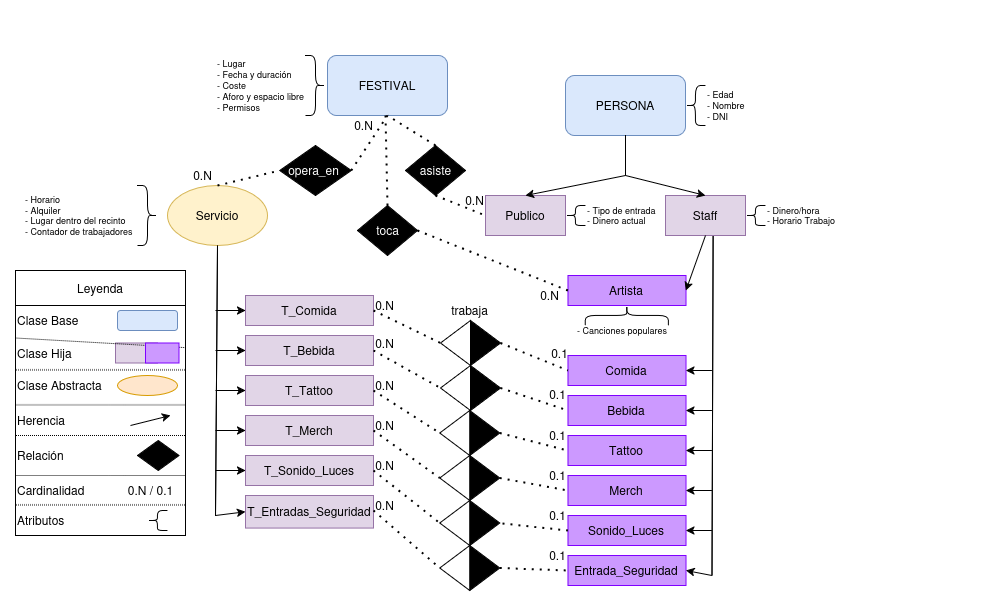 - Lugar
- Fecha y duración
- Coste
- Aforo y espacio libre
- Permisos
FESTIVAL
PERSONA
- Edad
- Nombre
- DNI
0.N
opera_en
asiste
0.N
0.N
- Horario
- Alquiler
- Lugar dentro del recinto
- Contador de trabajadores
Servicio
toca
Publico
- Tipo de entrada
- Dinero actual
Staff
- Dinero/hora
- Horario Trabajo
0.N
Artista
- Canciones populares
Leyenda
Clase Base
Clase Hija
Clase Abstracta
Herencia
Relación
Cardinalidad
0.N / 0.1
Atributos
trabaja
T_Comida
0.N
0.1
Comida
T_Bebida
0.N
0.1
Bebida
T_Tattoo
0.N
0.1
Tattoo
T_Merch
0.N
0.1
Merch
T_Sonido_Luces
0.N
0.1
Sonido_Luces
T_Entradas_Seguridad
0.N
0.1
Entrada_Seguridad